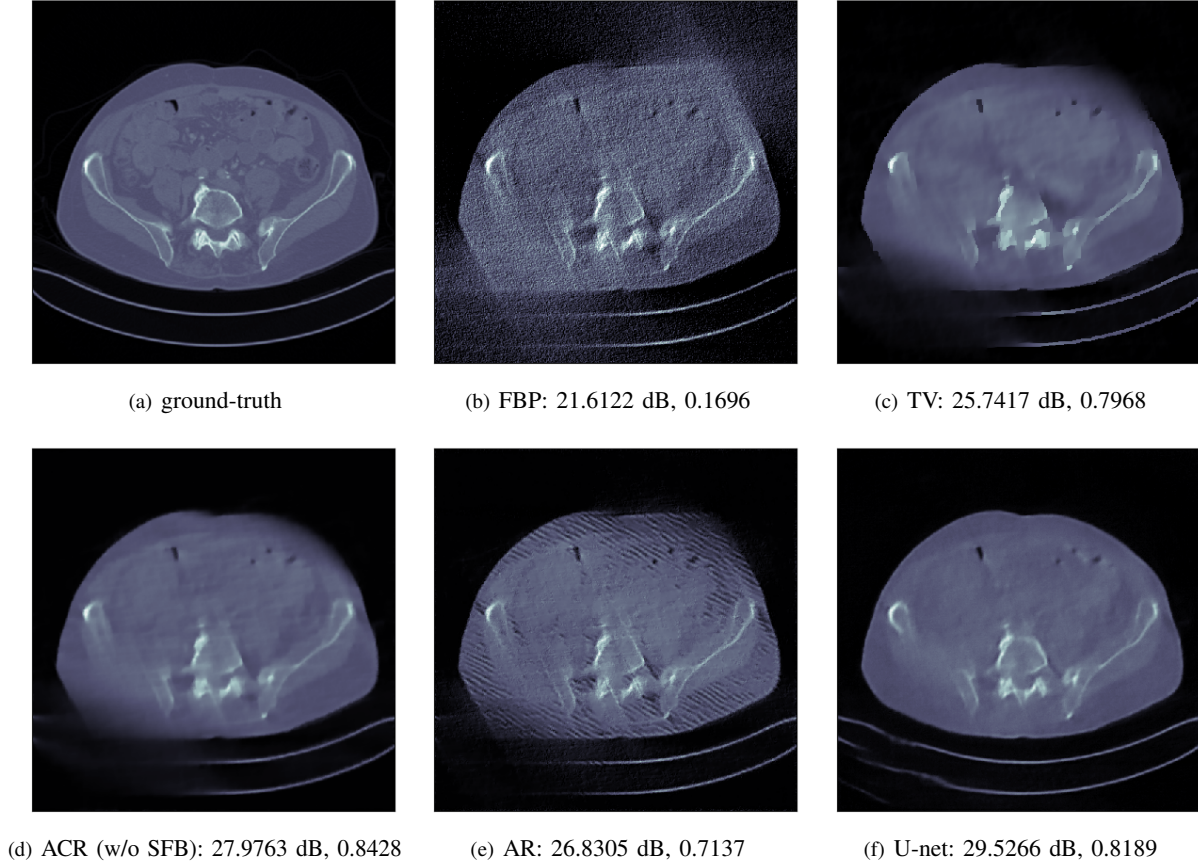 (a) ground-truth
(b) FBP: 21.6122 dB, 0.1696
(c) TV: 25.7417 dB, 0.7968
(d) ACR (w/o SFB): 27.9763 dB, 0.8428
(e) AR: 26.8305 dB, 0.7137
(f) U-net: 29.5266 dB, 0.8189